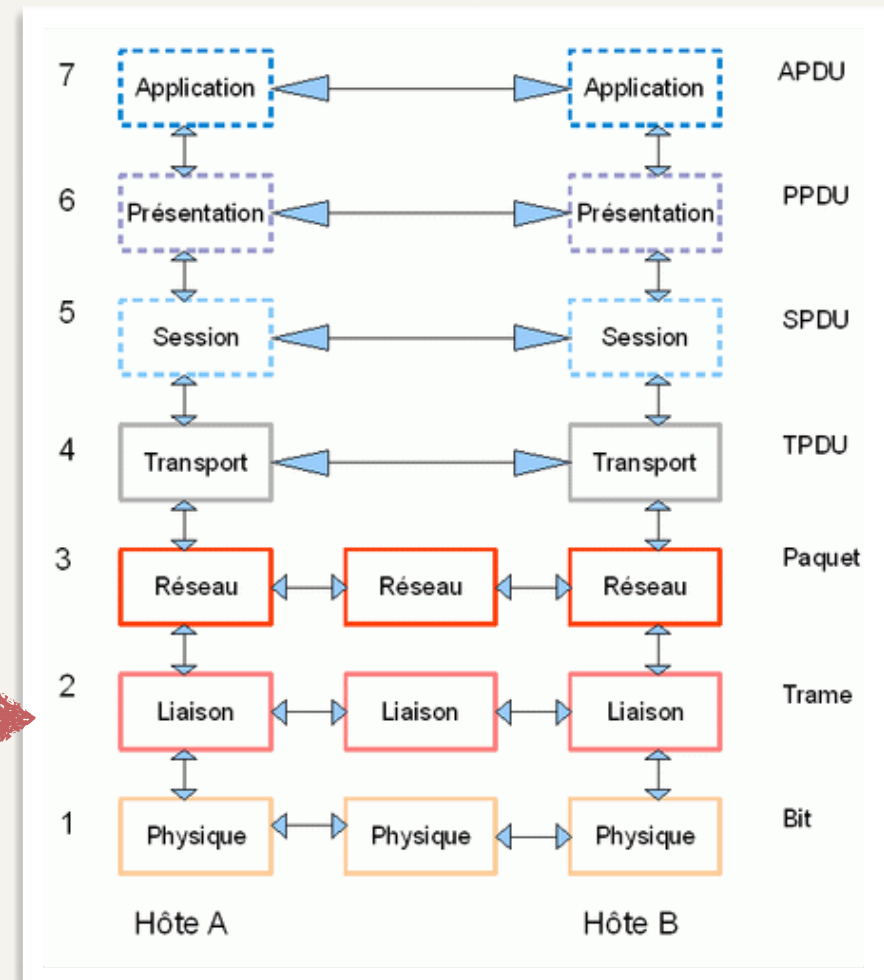 7 Application Application APDU
6 Présentation Présentation PPDU
5 Session Session SPDU
4 Transport Transport TPDU
3 Réseau Réseau Réseau Paquet
2 Liaison Liaison Liaison Trame
1 Physique Physique Physique Bit
Hôte A Hôte B